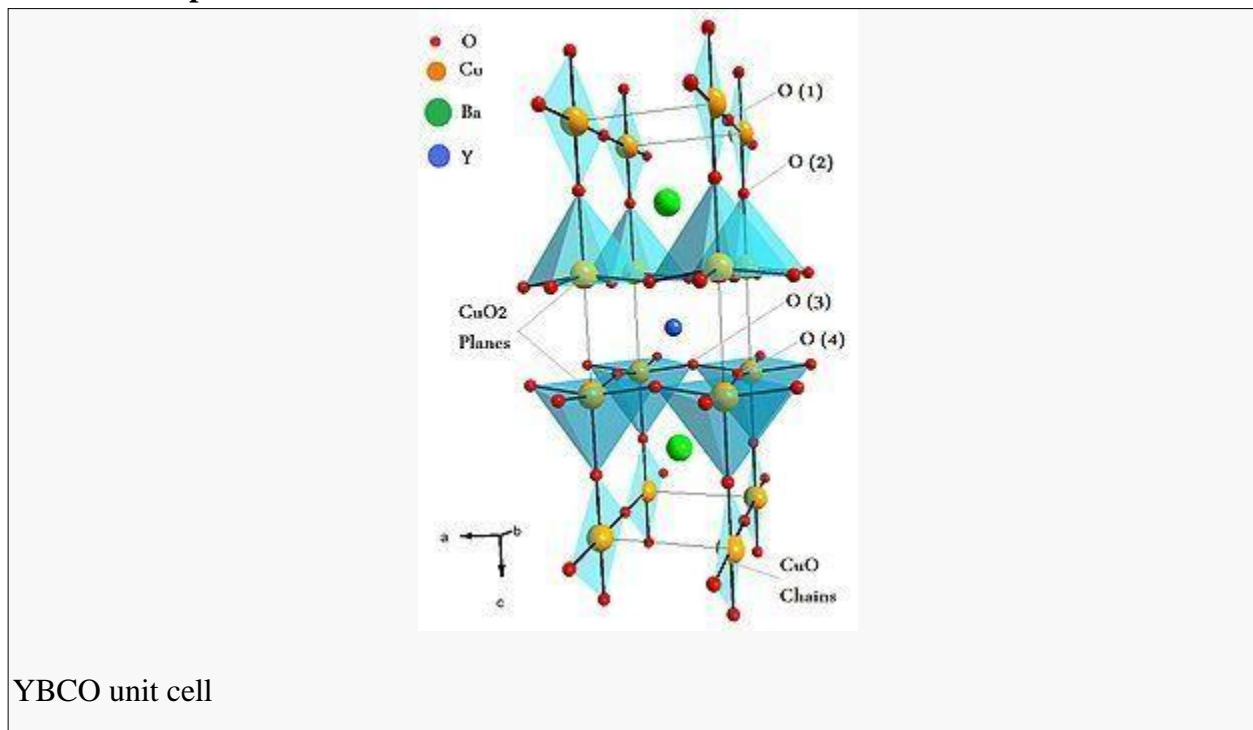 O
Cu
Ba
Y
O (1)
O (2)
CuO2
Planes
O (3)
O (4)
a
b
c
CuO
Chains
YBCO unit cell